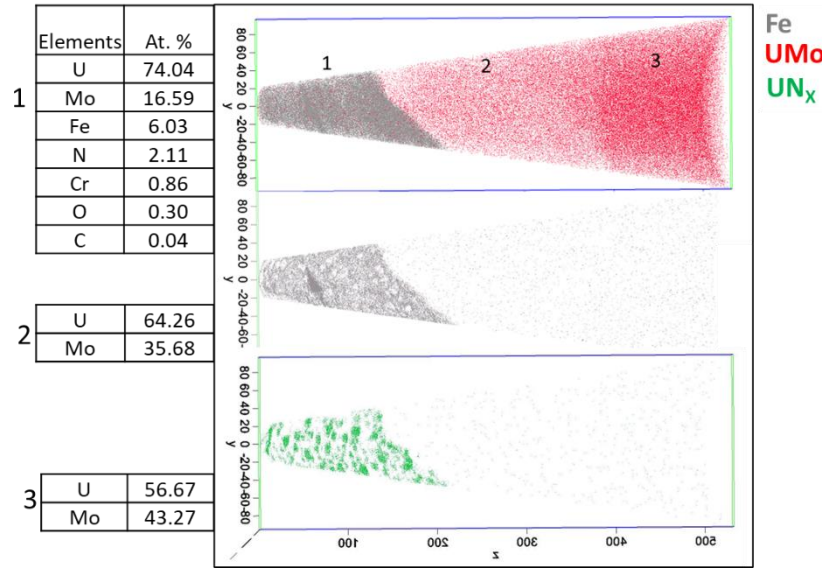 Elements At. %
1
U 74.04
Mo 16.59
Fe 6.03
N 2.11
Cr 0.86
O 0.30
C 0.04
2
U 64.26
Mo 35.68
3
U 56.67
Mo 43.27
1 2 3
80 60 40 20 0 -20 -40 -60 -80
y
80 60 40 20 0 -20 -40 -60-
y
80 60 40 20 0 -20 -40 -60 -80
y
100 200 300 400 500
z
Fe
UMo
UNX